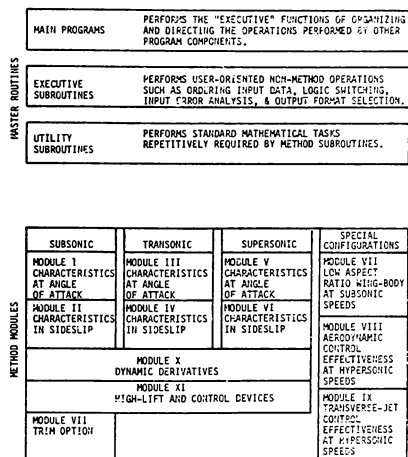 MASTER ROUTINES
MAIN PROGRAMS
PERFORMS THE "EXECUTIVE" FUNCTIONS OF ORGANIZING
AND DIRECTING THE OPERATIONS PERFORMED BY OTHER
PROGRAM COMPONENTS.
EXECUTIVE
SUBROUTINES
PERFORMS USER-ORIENTED NON-METHOD OPERATIONS
SUCH AS ORDERING INPUT DATA, LOGIC SWITCHING,
INPUT ERROR ANALYSIS, & OUTPUT FORMAT SELECTION.
UTILITY
SUBROUTINES
PERFORMS STANDARD MATHEMATICAL TASKS
REPETITIVELY REQUIRED BY METHOD SUBROUTINES.
METHOD MODULES
SUBSONIC
MODULE I
CHARACTERISTICS
AT ANGLE
OF ATTACK
MODULE II
CHARACTERISTICS
IN SIDESLIP
TRANSONIC
MODULE III
CHARACTERISTICS
AT ANGLE
OF ATTACK
MODULE IV
CHARACTERISTICS
IN SIDESLIP
SUPERSONIC
MODULE V
CHARACTERISTICS
AT ANGLE
OF ATTACK
MODULE VI
CHARACTERISTICS
IN SIDESLIP
SPECIAL
CONFIGURATIONS
MODULE VII
LOW ASPECT
RATIO WING-BODY
AT SUBSONIC
SPEEDS
MODULE VIII
AERODYNAMIC
CONTROL
EFFECTIVENESS
AT HYPERSONIC
SPEEDS
MODULE IX
TRANSVERSE-JET
CONTROL
EFFECTIVENESS
AT HYPERSONIC
SPEEDS
MODULE X
DYNAMIC DERIVATIVES
MODULE XI
HIGH-LIFT AND CONTROL DEVICES
MODULE VII
TRIM OPTION